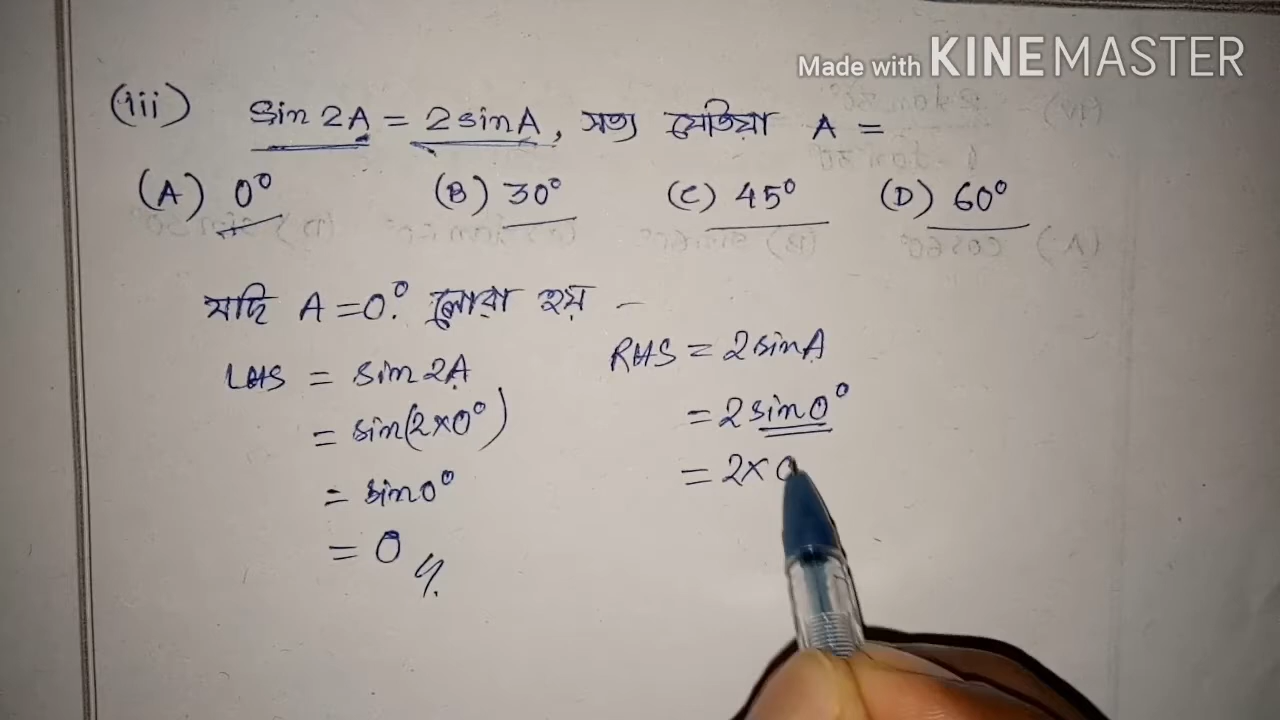 Made with KINEMASTER
(iii) sin 2A = 2 sinA, সত্য যেতিয়া A =
(A) 0° (B) 30° (C) 45° (D) 60°
যদি A = 0° লোৱা হয় –
LHS = sin 2A
= sin(2×0°)
= sin 0°
= 0
RHS = 2 sinA
= 2 sin 0°
= 2×0